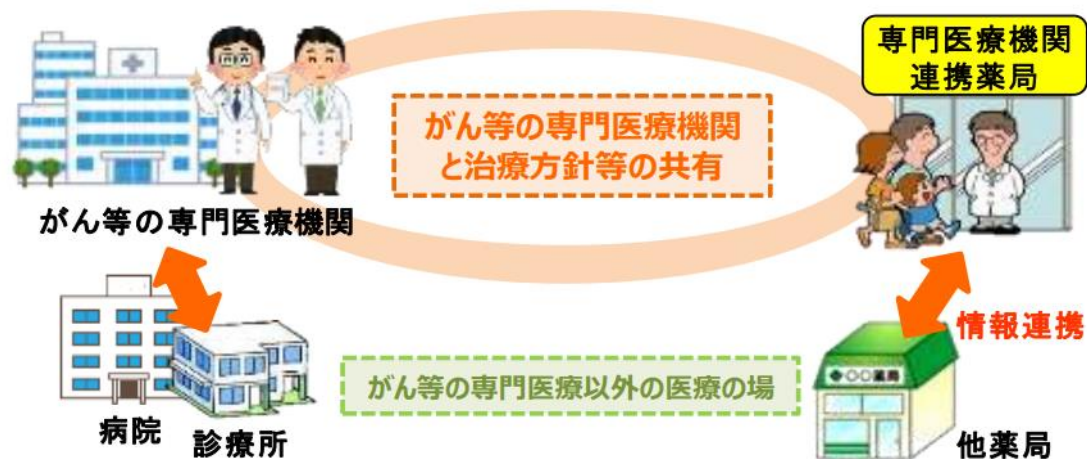 専門医療機関
連携薬局
がん等の専門医療機関
と治療方針等の共有
がん等の専門医療機関
情報連携
○○薬局
がん等の専門医療以外の医療の場
病院
診療所
他薬局